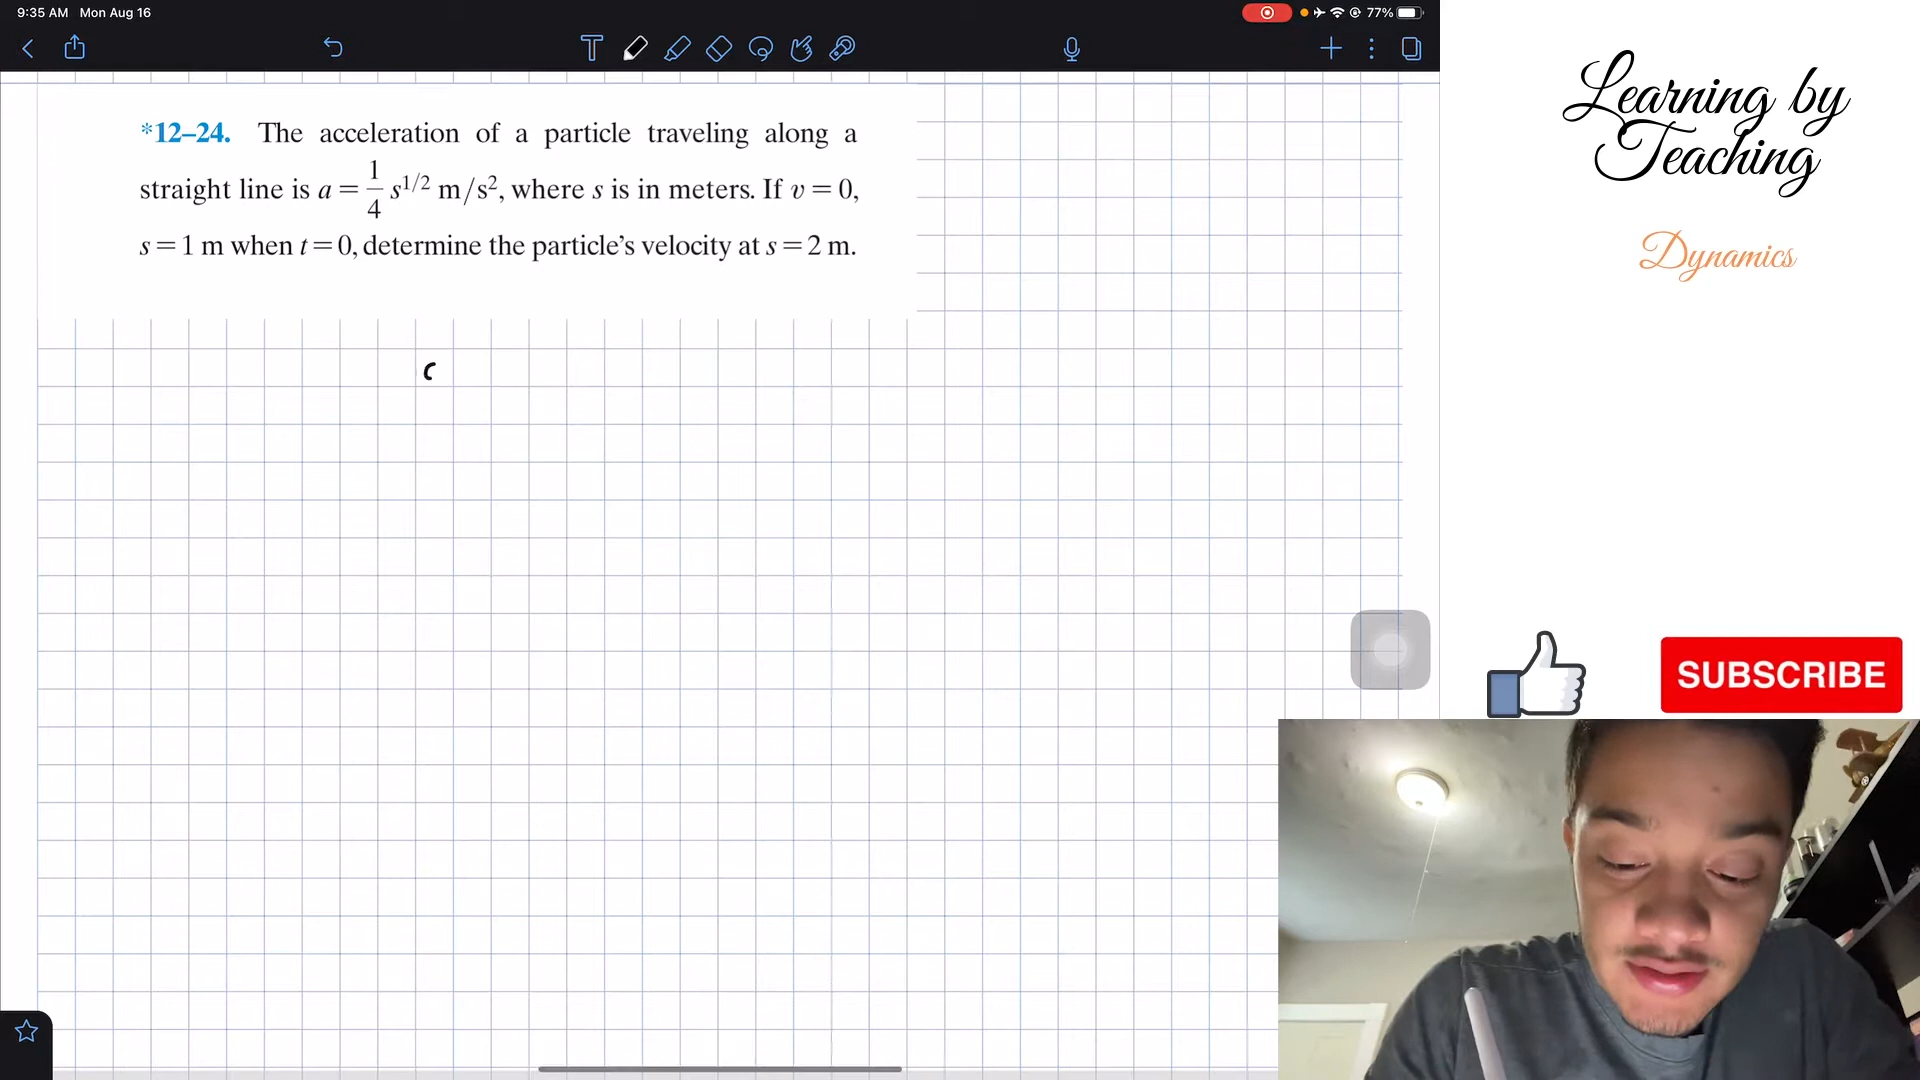 9:35 AM Mon Aug 16
77%
*12–24. The acceleration of a particle traveling along a
straight line is a = 1/4 s^1/2 m/s², where s is in meters. If v = 0,
s = 1 m when t = 0, determine the particle's velocity at s = 2 m.
c
Learning by
Teaching
Dynamics
SUBSCRIBE